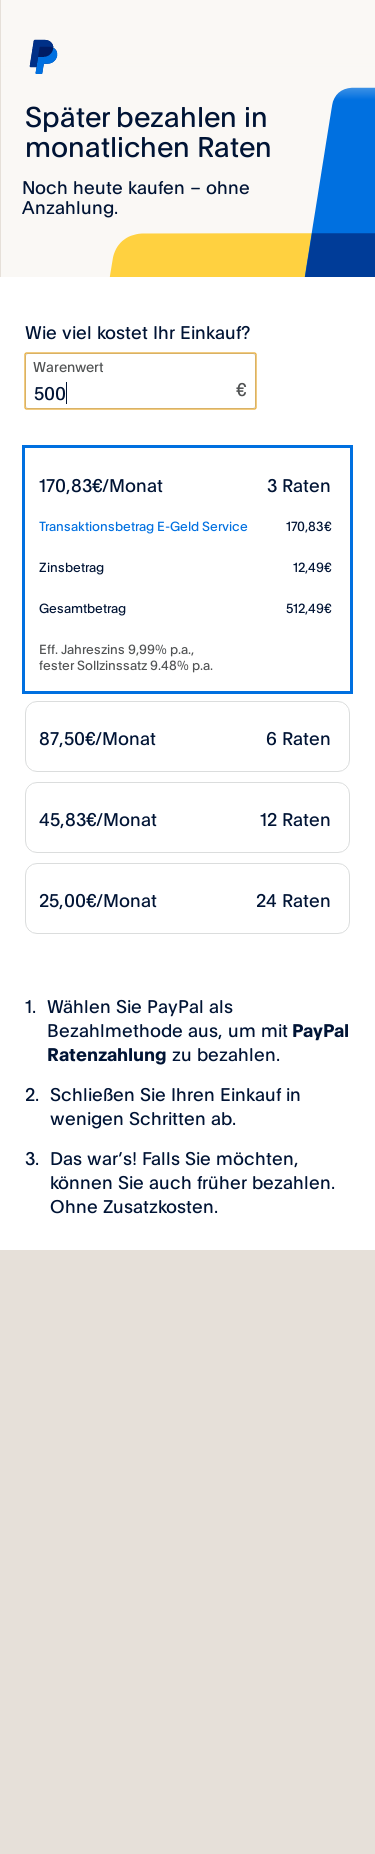 Später bezahlen in
monatlichen Raten
Noch heute kaufen – ohne
Anzahlung.
Wie viel kostet Ihr Einkauf?
Warenwert
500 €
170,83€/Monat 3 Raten
Transaktionsbetrag E-Geld Service 170,83€
Zinsbetrag 12,49€
Gesamtbetrag 512,49€
Eff. Jahreszins 9,99% p.a.,
fester Sollzinssatz 9.48% p.a.
87,50€/Monat 6 Raten
45,83€/Monat 12 Raten
25,00€/Monat 24 Raten
1. Wählen Sie PayPal als
Bezahlmethode aus, um mit PayPal
Ratenzahlung zu bezahlen.
2. Schließen Sie Ihren Einkauf in
wenigen Schritten ab.
3. Das war’s! Falls Sie möchten,
können Sie auch früher bezahlen.
Ohne Zusatzkosten.